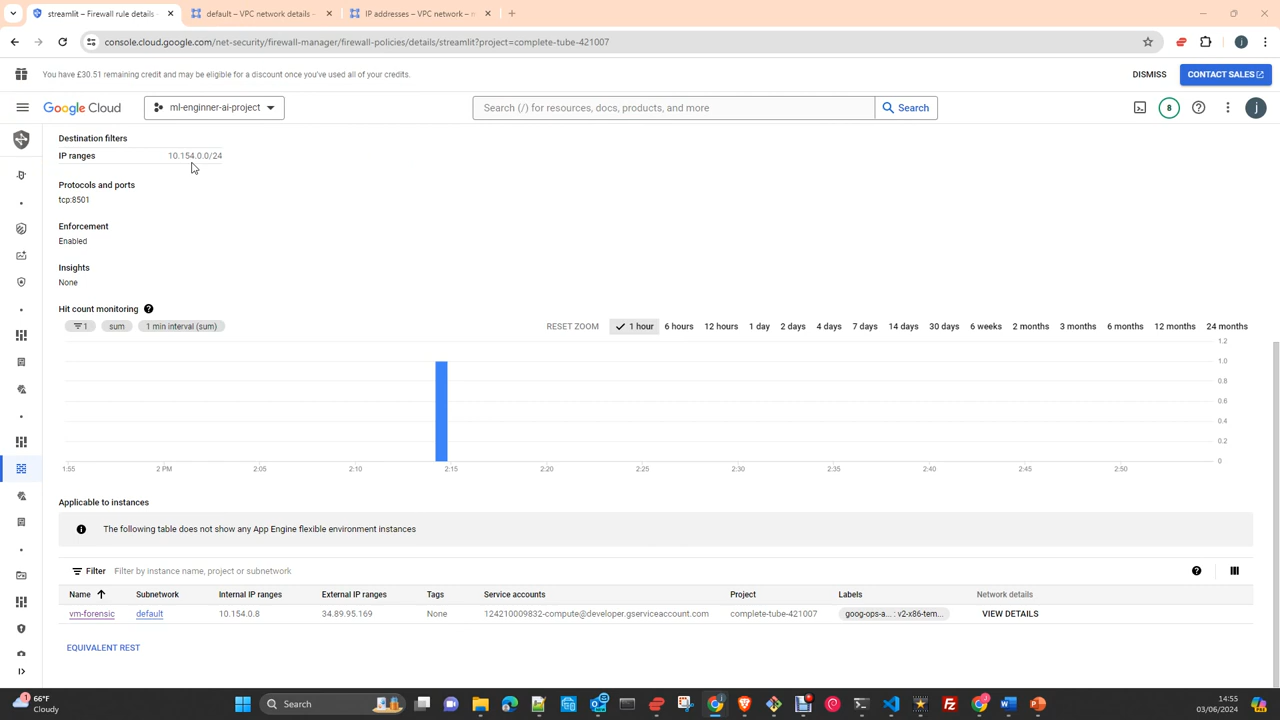 streamlit – Firewall rule details -
default – VPC network details -
IP addresses – VPC network – m
console.cloud.google.com/net-security/firewall-manager/firewall-policies/details/streamlit?project=complete-tube-421007
You have £30.51 remaining credit and may be eligible for a discount once you've used all of your credits.
DISMISS
CONTACT SALES
Google Cloud
ml-enginner-ai-project
Search (/) for resources, docs, products, and more
Search
8
j
Destination filters
IP ranges 10.154.0.0/24
Protocols and ports
tcp:8501
Enforcement
Enabled
Insights
None
Hit count monitoring
1 sum 1 min interval (sum)
RESET ZOOM 1 hour 6 hours 12 hours 1 day 2 days 4 days 7 days 14 days 30 days 6 weeks 2 months 3 months 6 months 12 months 24 months
1.2
1.0
0.8
0.6
0.4
0.2
0
1:55 2 PM 2:05 2:10 2:15 2:20 2:25 2:30 2:35 2:40 2:45 2:50
Applicable to instances
The following table does not show any App Engine flexible environment instances
Filter Filter by instance name, project or subnetwork
Name Subnetwork Internal IP ranges External IP ranges Tags Service accounts Project Labels Network details
vm-forensic default 10.154.0.8 34.89.95.169 None 124210009832-compute@developer.gserviceaccount.com complete-tube-421007 goog-ops-a... : v2-x86-tem... VIEW DETAILS
EQUIVALENT REST
66°F
Cloudy
Search
14:55
03/06/2024